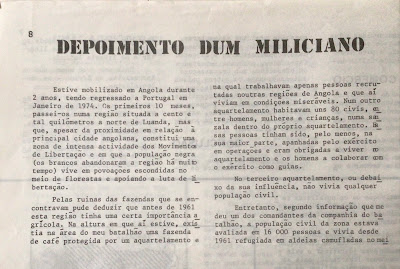 8
DEPOIMENTO DUM MILICIANO
Estive mobilizado em Angola durante
2 anos, tendo regressado a Portugal em
Janeiro de 1974. Os primeiros 10 meses,
passei-os numa região situada a cento e
tal quilómetros a norte de Luanda, mas
que, apesar da proximidade em relação à
principal cidade angolana, constitui uma
zona de intensa actividade dos Movimento
de Libertação e em que a população negra
(os brancos abandonaram a região há muito
tempo) vive em povoações escondidas no
meio de florestas e apoiando a luta de li
bertação.
Pelas ruinas das fazendas que se en-
contravam pude deduzir que antes de 1961
esta região tinha uma certa importância a
gricola. Na altura em que aí estive, exis
tia na área do meu batalhão uma fazenda
de café protegida por um aquartelamento e
na qual trabalhavam apenas pessoas recru-
tadas noutras regiões de Angola e que aí
viviam em condições miseráveis. Num outro
aquartelamento habitavam uns 80 civis, en
tre homens, mulheres e crianças, numa san
zala dentro do próprio aquartelamento.
pessoas tinham sido, pelo menos, na
sua maior parte, apanhadas pelo exército
em operações e eram obrigadas a viver no
aquartelamento e os homens a colaborar com
o exército como guias.
No terceiro aquartelamento, ou debai
xo da sua influência, não vivia qualquer
população civil.
Entretanto, segundo informação que me
deu um dos comandantes da companhia do ba
talhão, a população civil da zona estava
avaliada em 16 000 pessoas e vivia desde
1961 refugiada em aldeias camufladas no mei